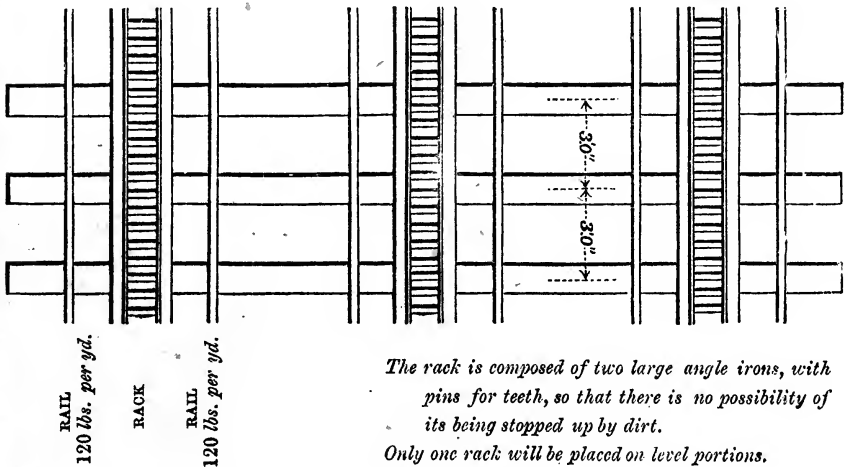 3'0"
3'0"
RAIL
120 lbs. per yd.
RACK
RAIL
120 lbs. per yd.
The rack is composed of two large angle irons, with
pins for teeth, so that there is no possibility of
its being stopped up by dirt.
Only one rack will be placed on level portions.